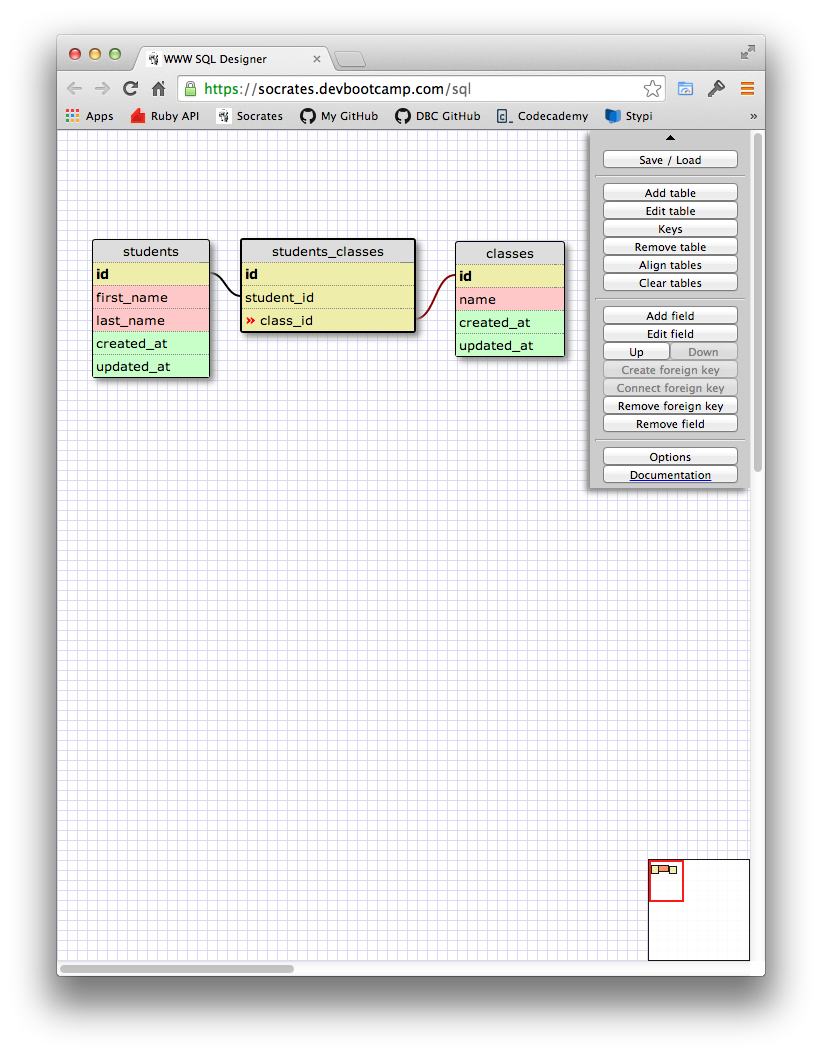 WWW SQL Designer
https://socrates.devbootcamp.com/sql
Apps Ruby API Socrates My GitHub DBC GitHub Codecademy Stypi »
students
id
first_name
last_name
created_at
updated_at
students_classes
id
student_id
» class_id
classes
id
name
created_at
updated_at
Save / Load
Add table
Edit table
Keys
Remove table
Align tables
Clear tables
Add field
Edit field
Up Down
Create foreign key
Connect foreign key
Remove foreign key
Remove field
Options
Documentation